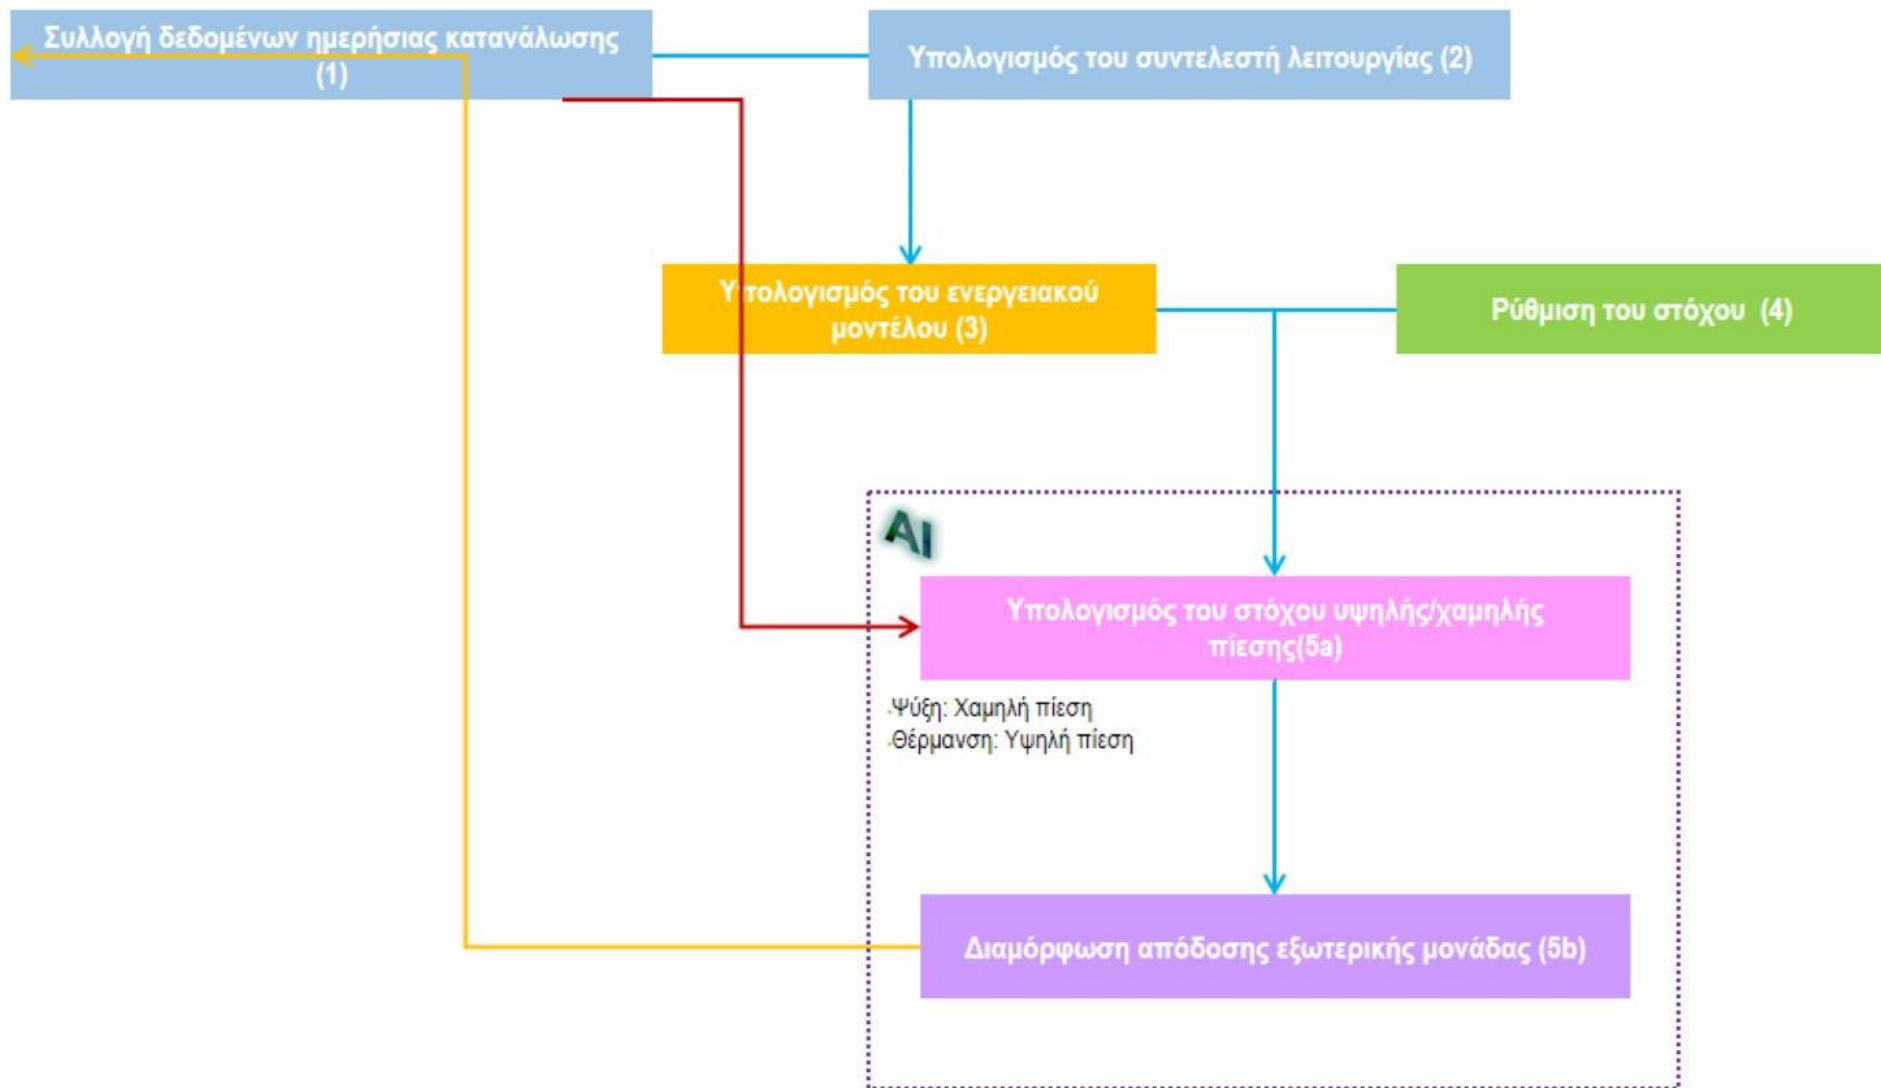 Συλλογή δεδομένων ημερήσιας κατανάλωσης
(1)
Υπολογισμός του συντελεστή λειτουργίας (2)
Υπολογισμός του ενεργειακού
μοντέλου (3)
Ρύθμιση του στόχου (4)
AI
Υπολογισμός του στόχου υψηλής/χαμηλής
πίεσης(5a)
·Ψύξη: Χαμηλή πίεση
·Θέρμανση: Υψηλή πίεση
Διαμόρφωση απόδοσης εξωτερικής μονάδας (5b)